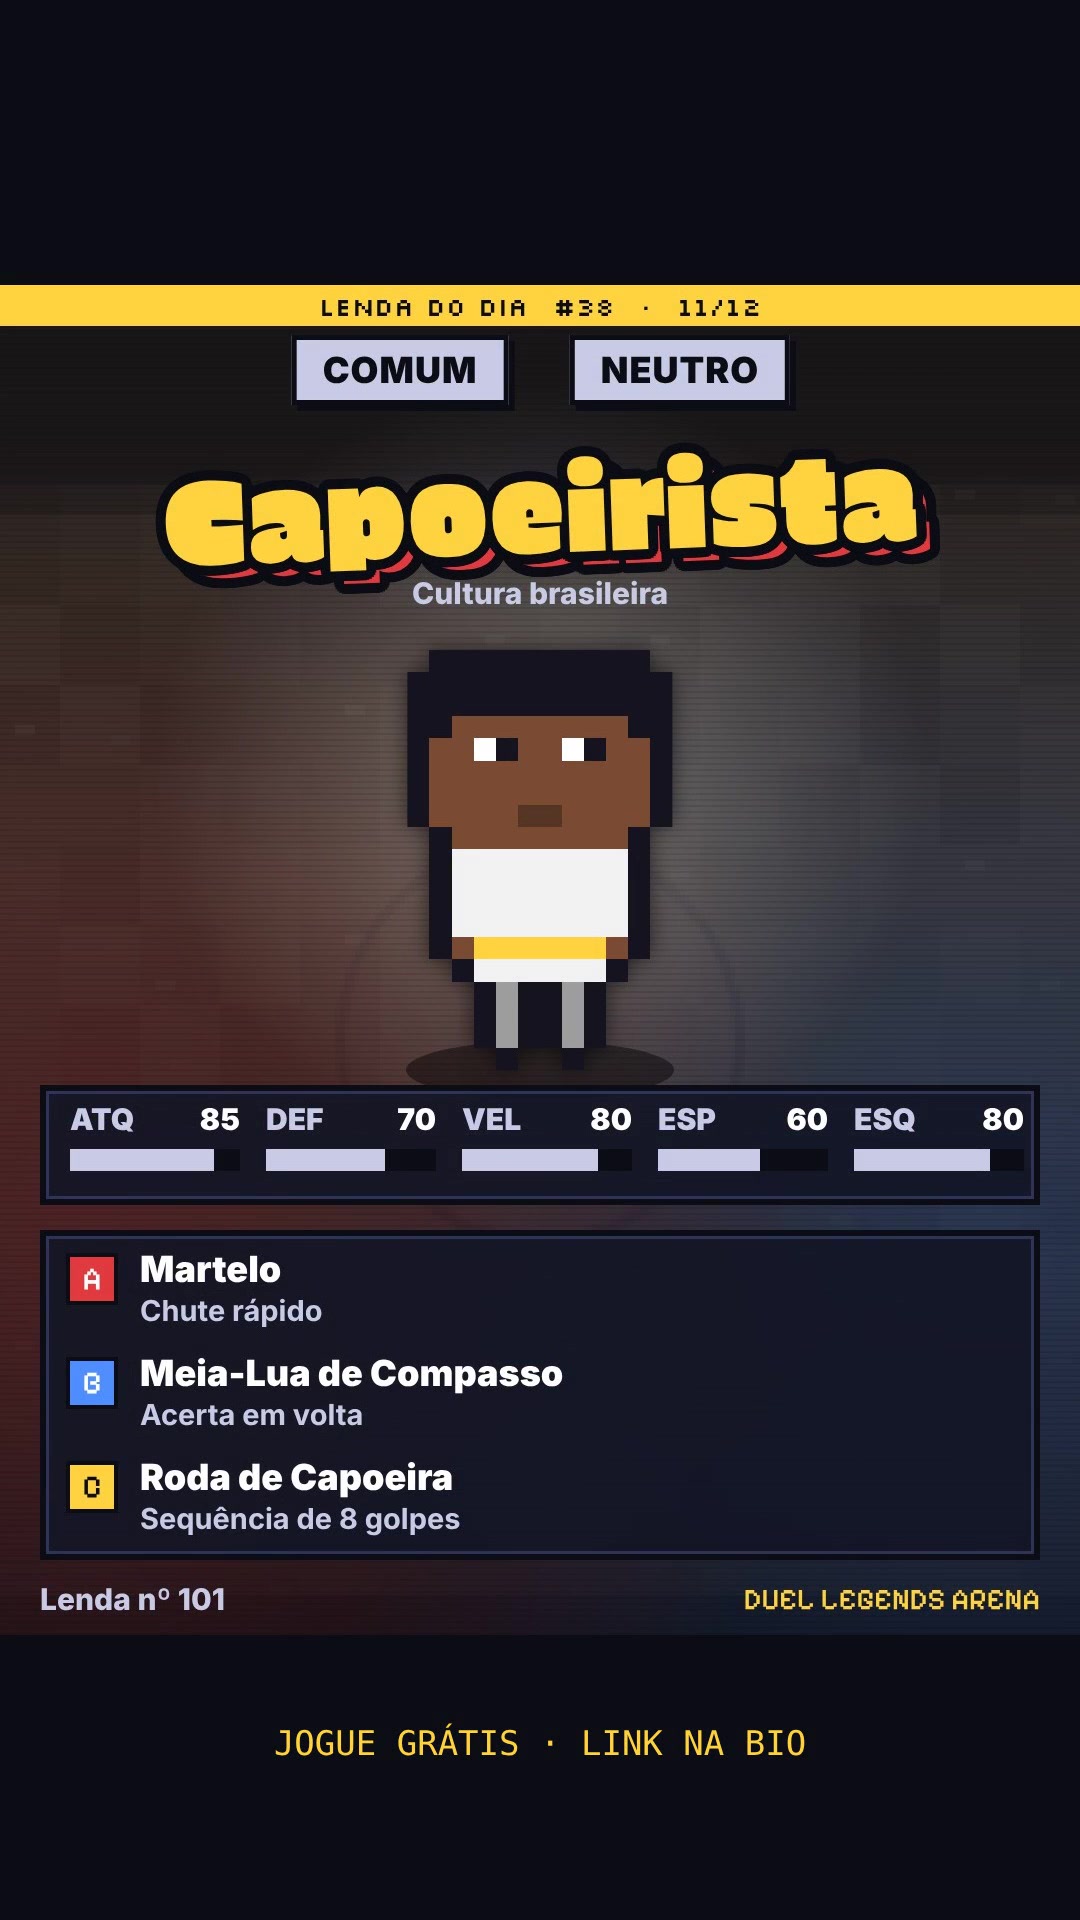 LENDA DO DIA #38 · 11/12
COMUM NEUTRO
Capoeirista
Cultura brasileira
ATQ 85 DEF 70 VEL 80 ESP 60 ESQ 80
A Martelo
Chute rápido
B Meia-Lua de Compasso
Acerta em volta
C Roda de Capoeira
Sequência de 8 golpes
Lenda nº 101 DUEL LEGENDS ARENA
JOGUE GRÁTIS · LINK NA BIO